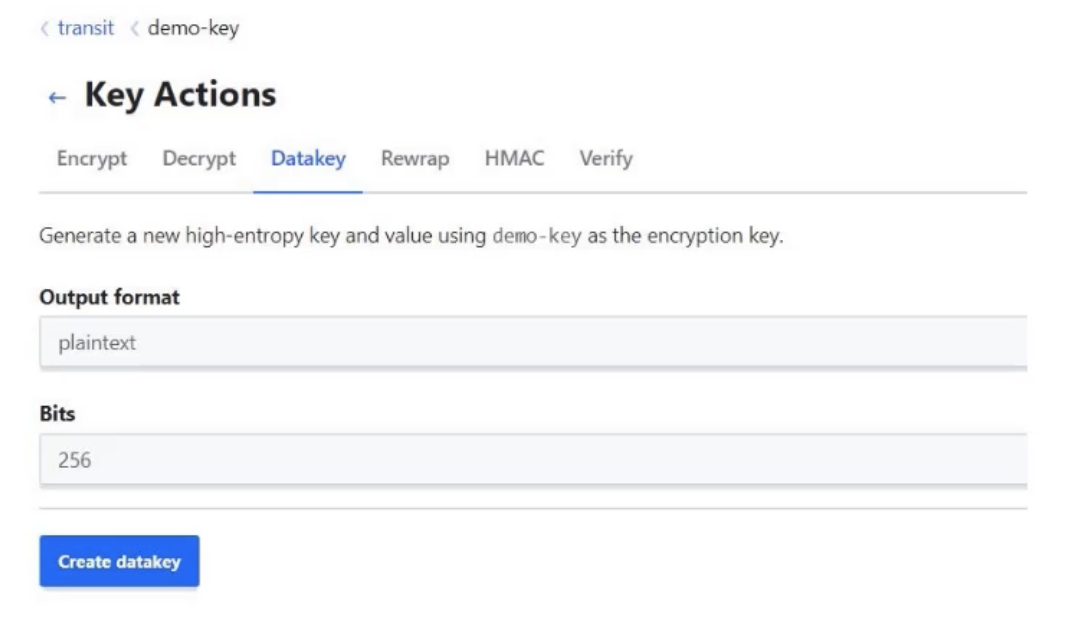 < transit < demo-key
← Key Actions
Encrypt Decrypt Datakey Rewrap HMAC Verify
Generate a new high-entropy key and value using demo-key as the encryption key.
Output format
plaintext
Bits
256
Create datakey